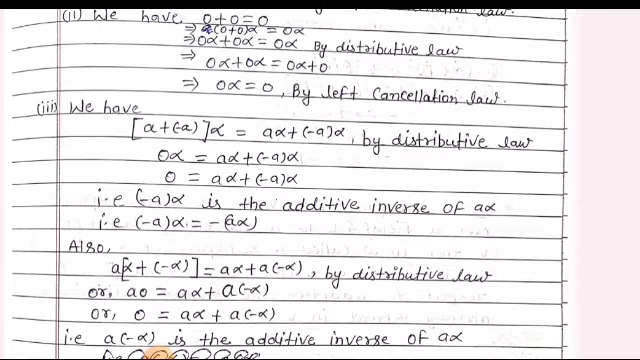 (ii) We have, 0+0=0
⇒ (0+0)α = 0α
⇒ 0α+0α = 0α By distributive law
⇒ 0α+0α = 0α+0
⇒ 0α=0, By left Cancellation law.
(iii) We have
[a+(-a)]α = aα+(-a)α, by distributive law
0α = aα+(-a)α
0 = aα+(-a)α
i.e (-a)α is the additive inverse of aα
i.e (-a)α = -(aα)
Also,
a[α+(-α)] = aα+a(-α), by distributive law
or, a0 = aα+ a(-α)
or, 0 = aα+ a(-α)
i.e a(-α) is the additive inverse of aα